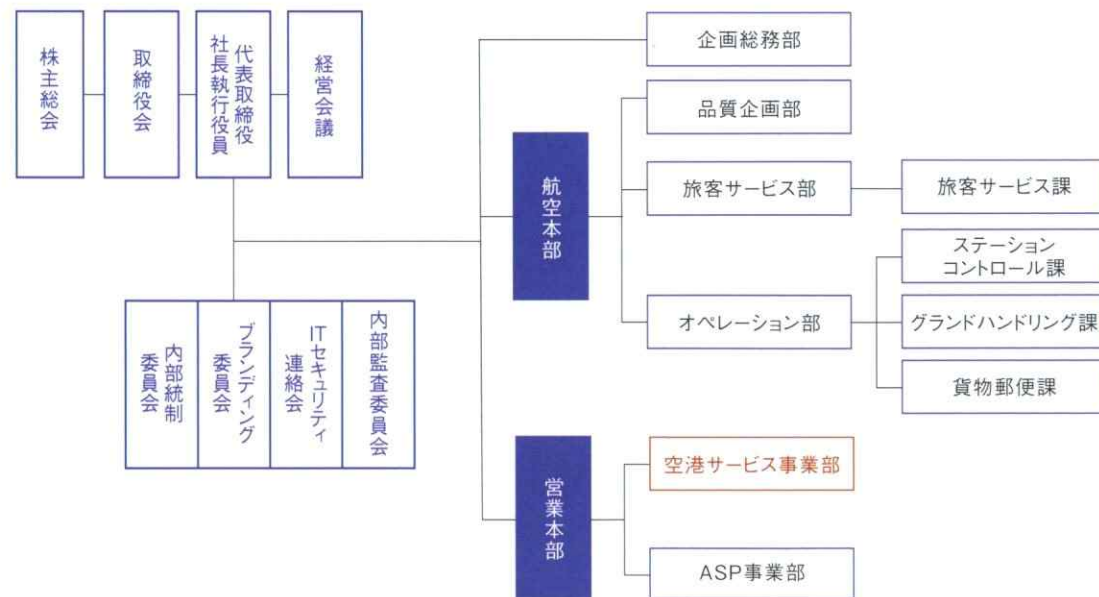 株主総会
取締役会
代表取締役
社長執行役員
経営会議
内部統制
委員会
ブランディング
委員会
ITセキュリティ
連絡会
内部監査委員会
企画総務部
航空本部
品質企画部
旅客サービス部
旅客サービス課
オペレーション部
ステーション
コントロール課
グランドハンドリング課
貨物郵便課
営業本部
空港サービス事業部
ASP事業部